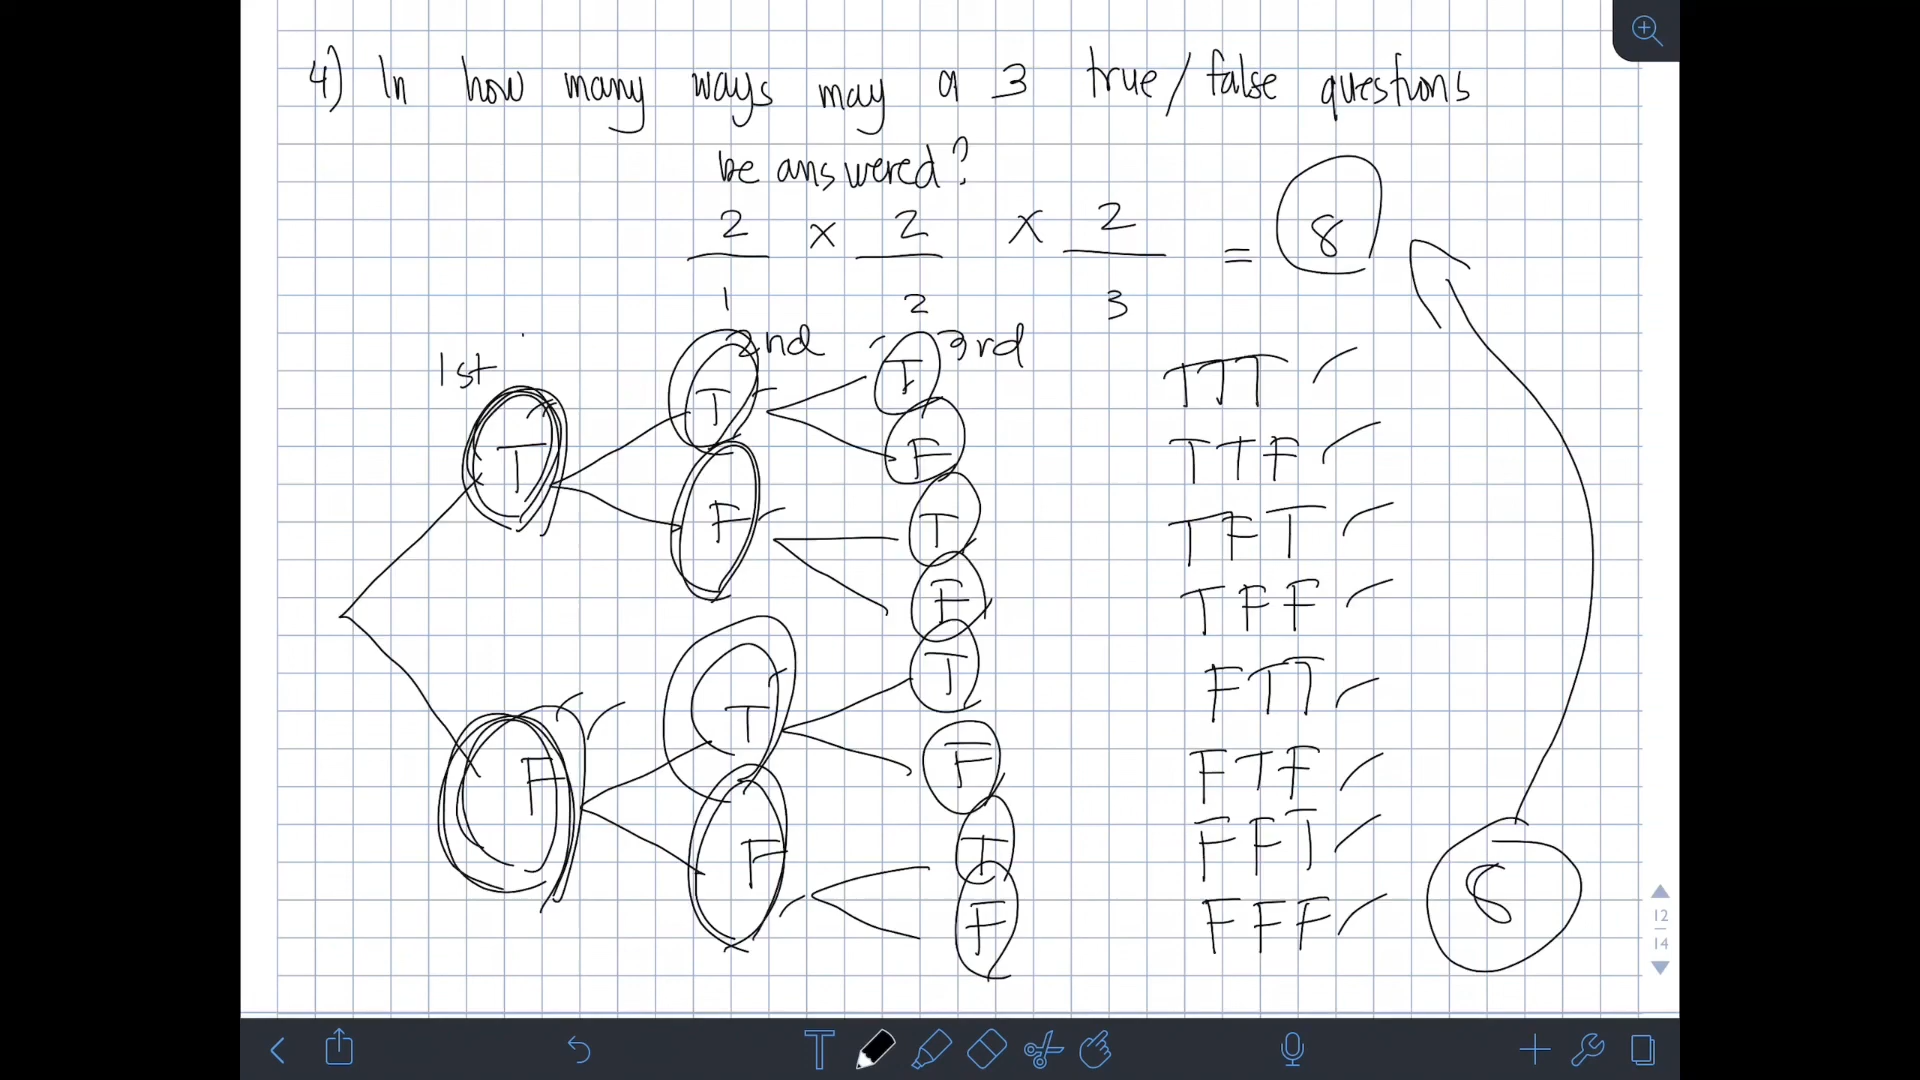 4) In how many ways may a 3 true/false questions
be answered?
2 x 2 x 2 = 8
1 2 3
1st 2nd 3rd
T T T TTT
F TTF
F T TFT
F TFF
F T T FTT
F FTF
F T FFT
F FFF
8
12
14
T